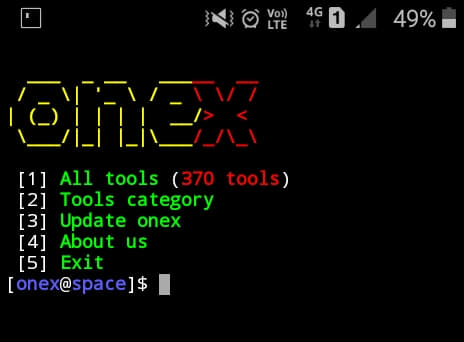 Vo)) LTE 4G 1 49%
onex
[1] All tools (370 tools)
[2] Tools category
[3] Update onex
[4] About us
[5] Exit
[onex@space]$